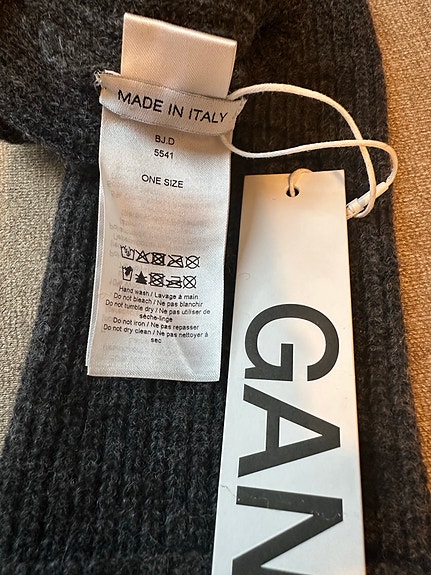 MADE IN ITALY
BJ.D
5541
ONE SIZE
Hand wash / Lavage à main
Do not bleach / Ne pas blanchir
Do not tumble dry / Ne pas utiliser de
sèche-linge
Do not iron / Ne pas repasser
Do not dry clean / Ne pas nettoyer à
sec
GAN